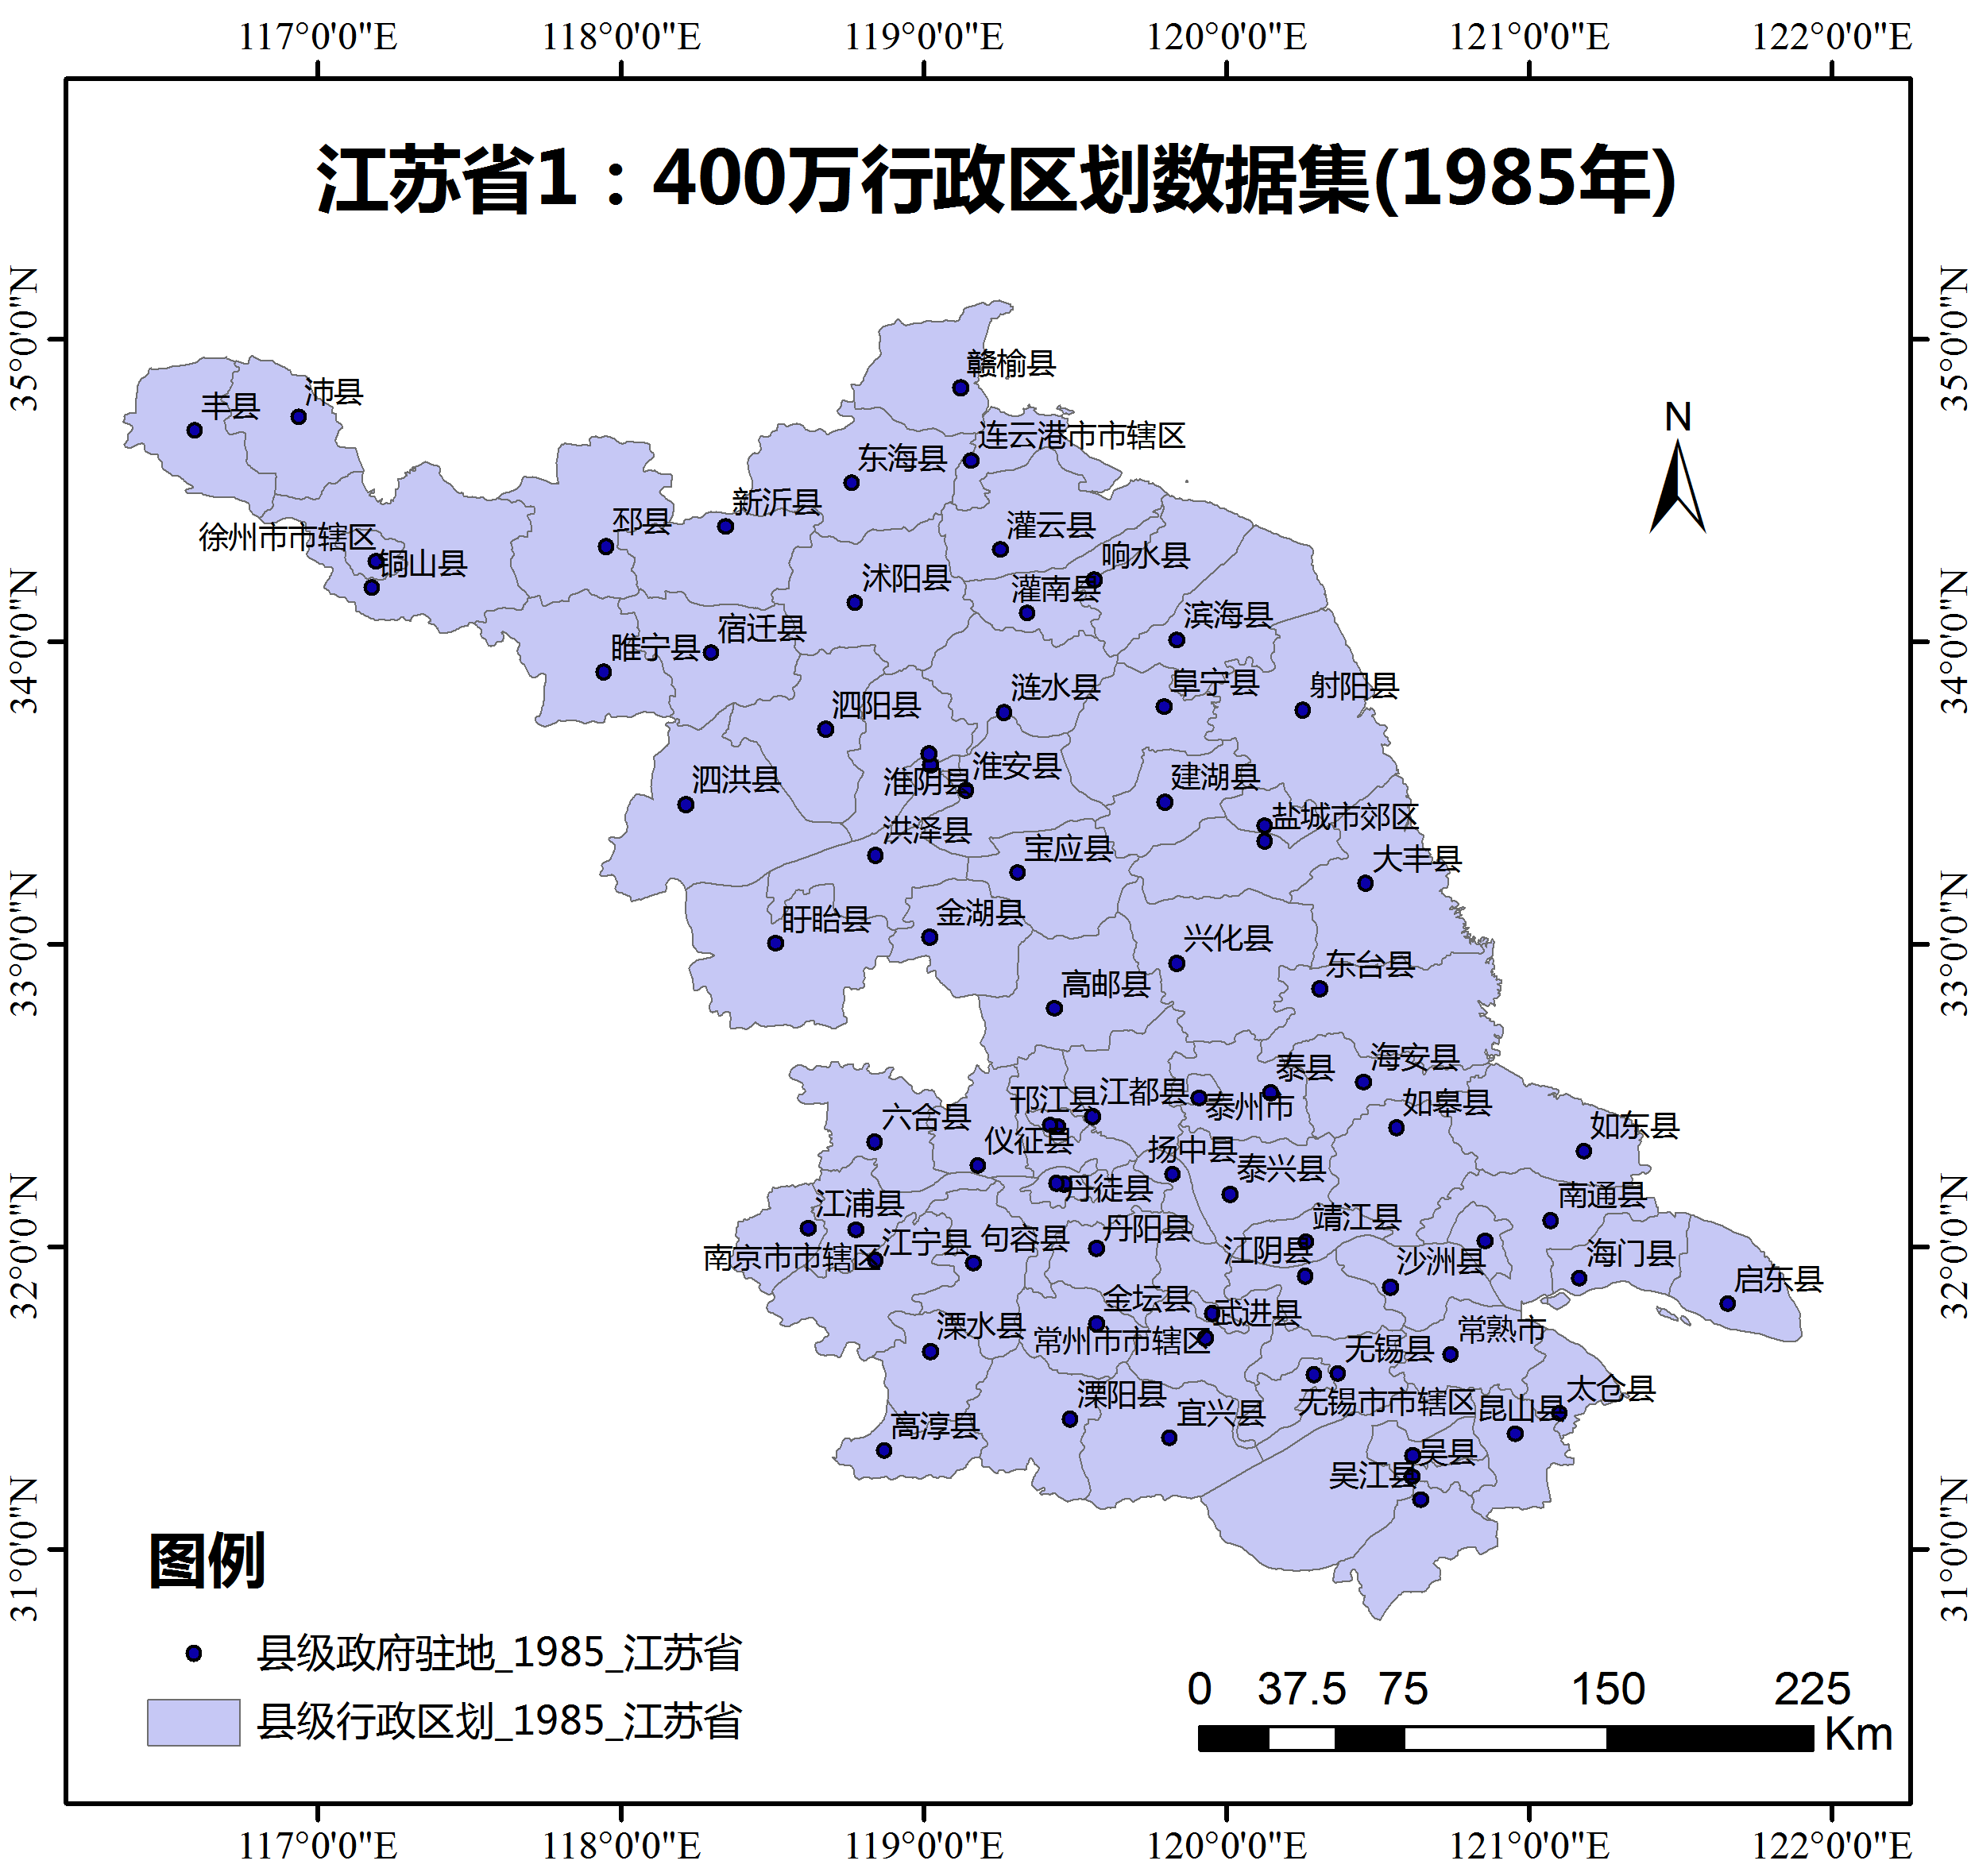 117°0'0"E 118°0'0"E 119°0'0"E 120°0'0"E 121°0'0"E 122°0'0"E
江苏省1：400万行政区划数据集(1985年)
35°0'0"N
35°0'0"N
34°0'0"N
34°0'0"N
33°0'0"N
33°0'0"N
32°0'0"N
32°0'0"N
31°0'0"N
31°0'0"N
N
赣榆县
丰县
沛县
连云港市市辖区
东海县
新沂县
邳县
徐州市市辖区
铜山县
灌云县
响水县
沭阳县
灌南县
滨海县
宿迁县
睢宁县
涟水县
阜宁县
射阳县
泗阳县
泗洪县
淮阴县
淮安县
建湖县
盐城市郊区
洪泽县
宝应县
大丰县
盱眙县
金湖县
兴化县
东台县
高邮县
海安县
泰县
泰州市
江都县
邗江县
如皋县
六合县
如东县
仪征县
扬中县
泰兴县
丹徒县
南通县
江浦县
靖江县
丹阳县
句容县
江宁县
南京市市辖区
江阴县
沙洲县
海门县
启东县
金坛县
武进县
溧水县
常州市市辖区
常熟市
无锡县
无锡市市辖区
溧阳县
宜兴县
太仓县
昆山县
高淳县
吴县
吴江县
图例
县级政府驻地_1985_江苏省
县级行政区划_1985_江苏省
0 37.5 75 150 225
Km
117°0'0"E 118°0'0"E 119°0'0"E 120°0'0"E 121°0'0"E 122°0'0"E